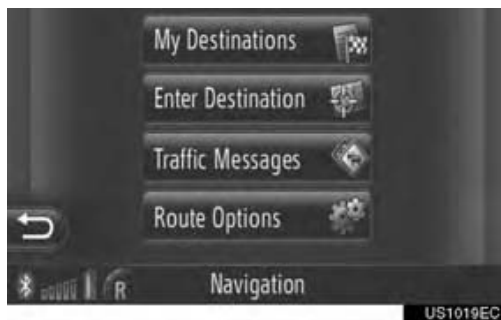 My Destinations
Enter Destination
Traffic Messages
Route Options
R Navigation
US1019EC